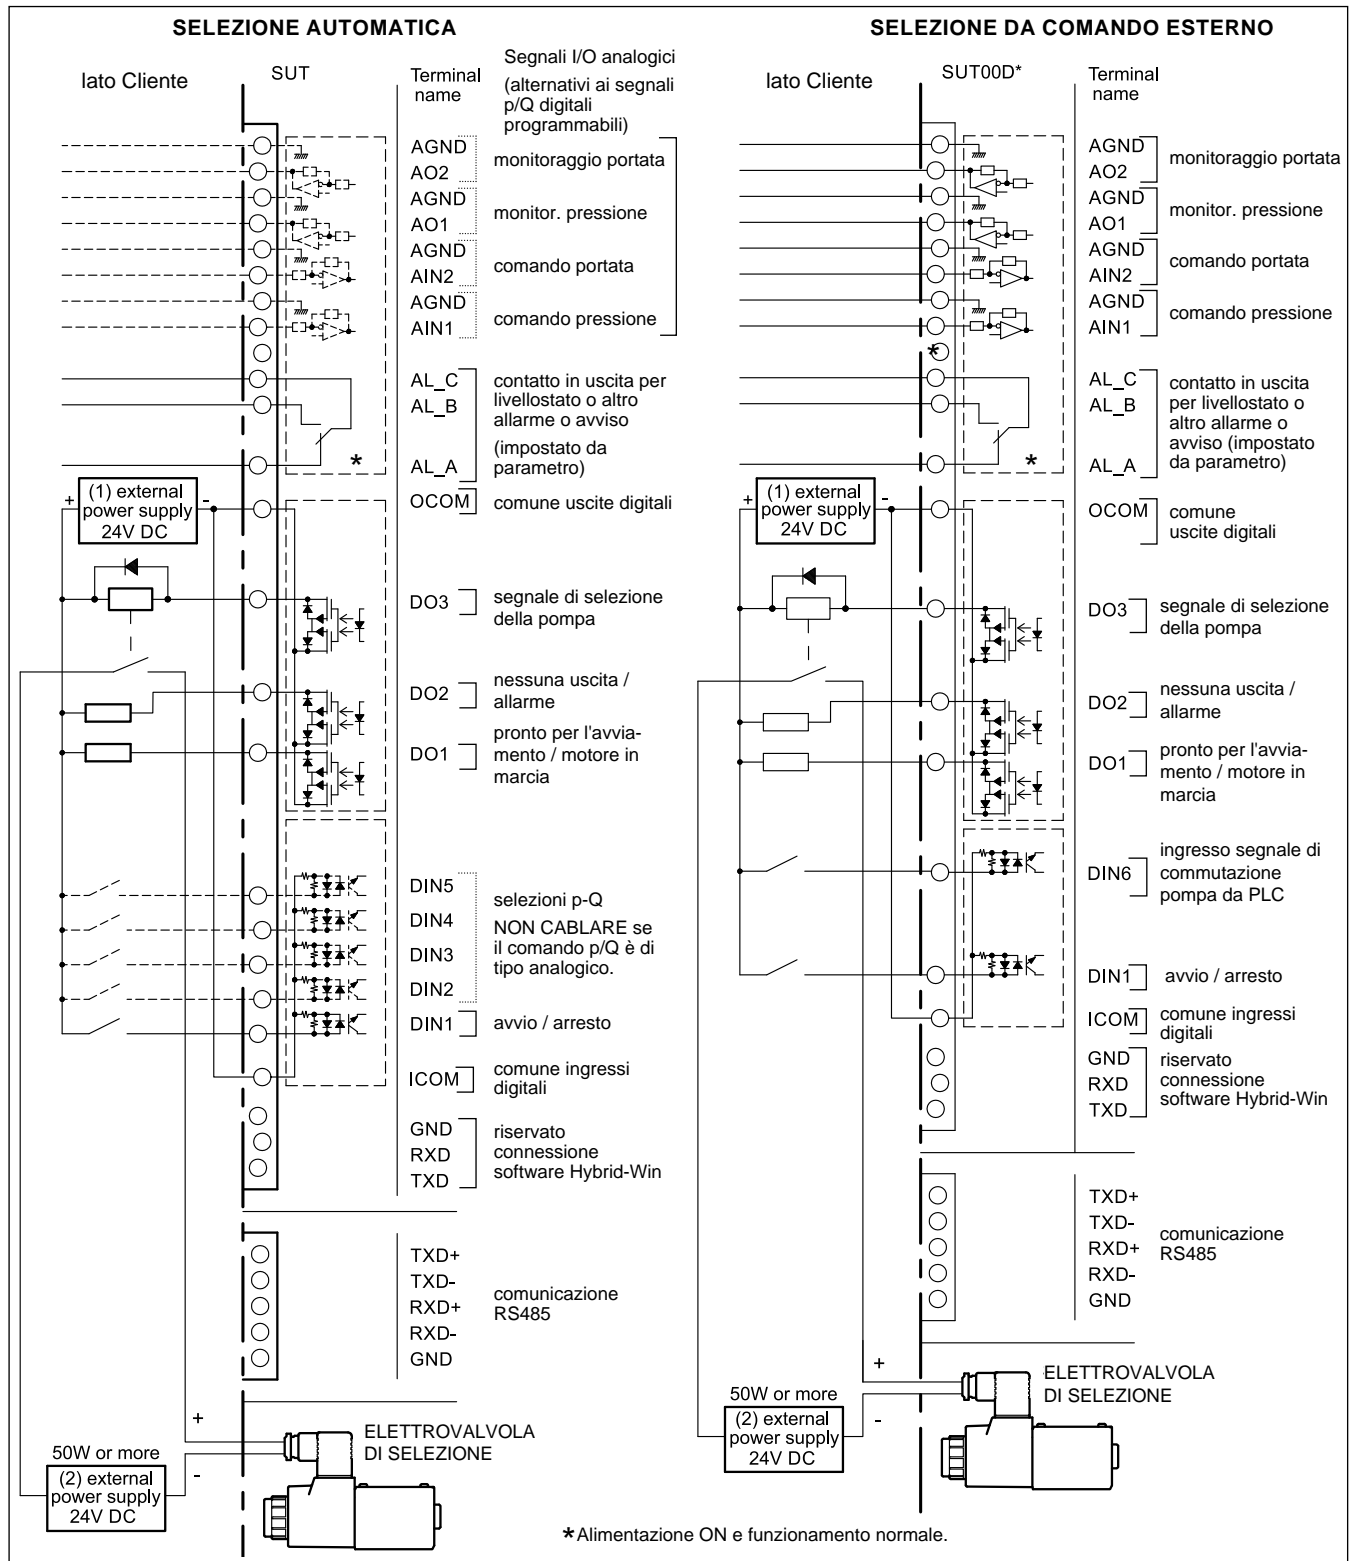 SELEZIONE AUTOMATICA
lato Cliente
SUT
Terminal
name
Segnali I/O analogici
(alternativi ai segnali
p/Q digitali
programmabili)
AGND
AO2
monitoraggio portata
AGND
AO1
monitor. pressione
AGND
AIN2
comando portata
AGND
AIN1
comando pressione
AL_C
AL_B
AL_A
contatto in uscita per
livellostato o altro
allarme o avviso
(impostato da
parametro)
*
+
(1) external
power supply
24V DC
-
OCOM
comune uscite digitali
DO3
segnale di selezione
della pompa
DO2
nessuna uscita /
allarme
DO1
pronto per l'avvia-
mento / motore in
marcia
DIN5
DIN4
DIN3
DIN2
selezioni p-Q
NON CABLARE se
il comando p/Q è di
tipo analogico.
DIN1
avvio / arresto
ICOM
comune ingressi
digitali
GND
RXD
TXD
riservato
connessione
software Hybrid-Win
TXD+
TXD-
RXD+
RXD-
GND
comunicazione
RS485
+
-
50W or more
(2) external
power supply
24V DC
ELETTROVALVOLA
DI SELEZIONE
SELEZIONE DA COMANDO ESTERNO
lato Cliente
SUT00D*
Terminal
name
AGND
AO2
monitoraggio portata
AGND
AO1
monitor. pressione
AGND
AIN2
comando portata
AGND
AIN1
comando pressione
*
AL_C
AL_B
AL_A
contatto in uscita
per livellostato o
altro allarme o
avviso (impostato
da parametro)
*
+
(1) external
power supply
24V DC
-
OCOM
comune
uscite digitali
DO3
segnale di selezione
della pompa
DO2
nessuna uscita /
allarme
DO1
pronto per l'avvia-
mento / motore in
marcia
DIN6
ingresso segnale di
commutazione
pompa da PLC
DIN1
avvio / arresto
ICOM
comune ingressi
digitali
GND
RXD
TXD
riservato
connessione
software Hybrid-Win
TXD+
TXD-
RXD+
RXD-
GND
comunicazione
RS485
+
-
50W or more
(2) external
power supply
24V DC
ELETTROVALVOLA
DI SELEZIONE
*Alimentazione ON e funzionamento normale.